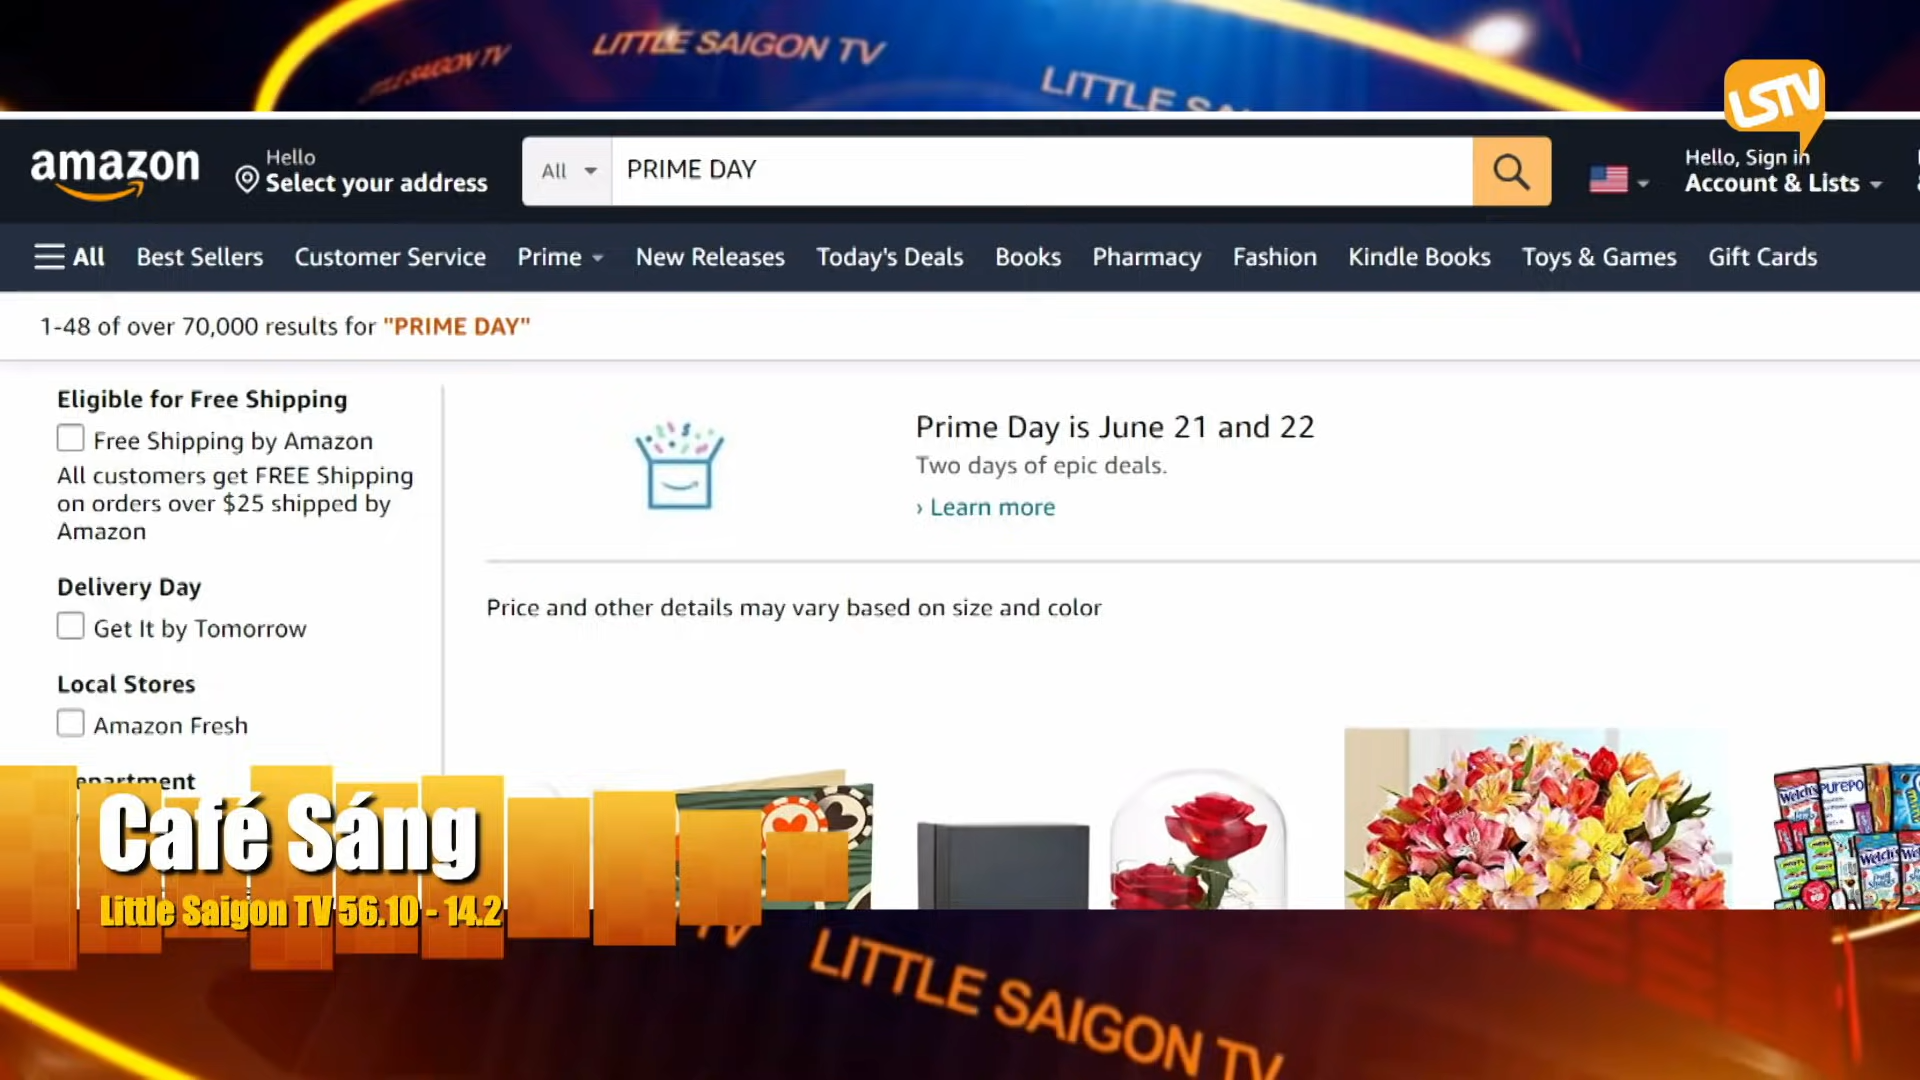 LITTLE SAIGON TV
LITTLE SAIGON TV
LITTLE SA
LSTV
amazon
Hello
Select your address
All
PRIME DAY
Hello, Sign in
Account & Lists
All
Best Sellers
Customer Service
Prime
New Releases
Today's Deals
Books
Pharmacy
Fashion
Kindle Books
Toys & Games
Gift Cards
1-48 of over 70,000 results for "PRIME DAY"
Eligible for Free Shipping
Free Shipping by Amazon
All customers get FREE Shipping
on orders over $25 shipped by
Amazon
Delivery Day
Get It by Tomorrow
Local Stores
Amazon Fresh
epartment
Prime Day is June 21 and 22
Two days of epic deals.
› Learn more
Price and other details may vary based on size and color
Welch's
Welch's
Café Sáng
Little Saigon TV 56.10 - 14.2
TV
LITTLE SAIGON TV